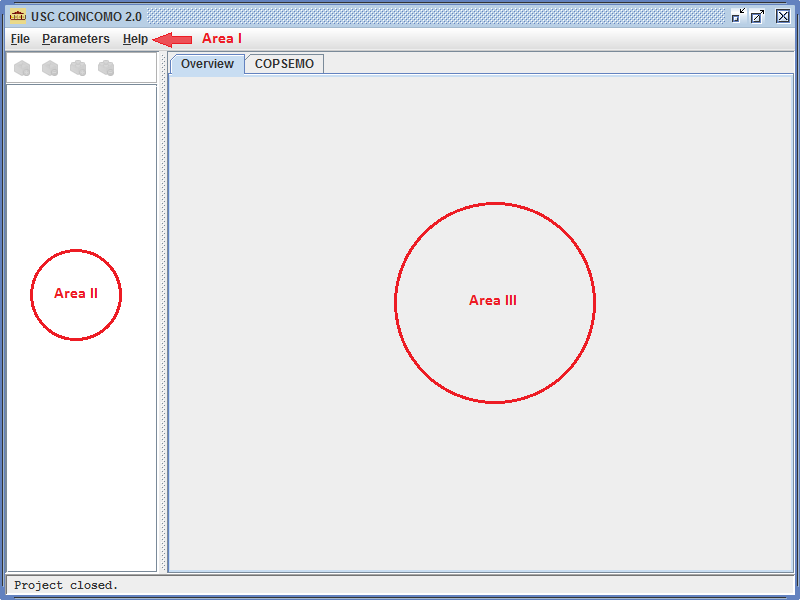 USC COINCOMO 2.0
File Parameters Help Area I
Overview COPSEMO
Area II
Area III
Project closed.